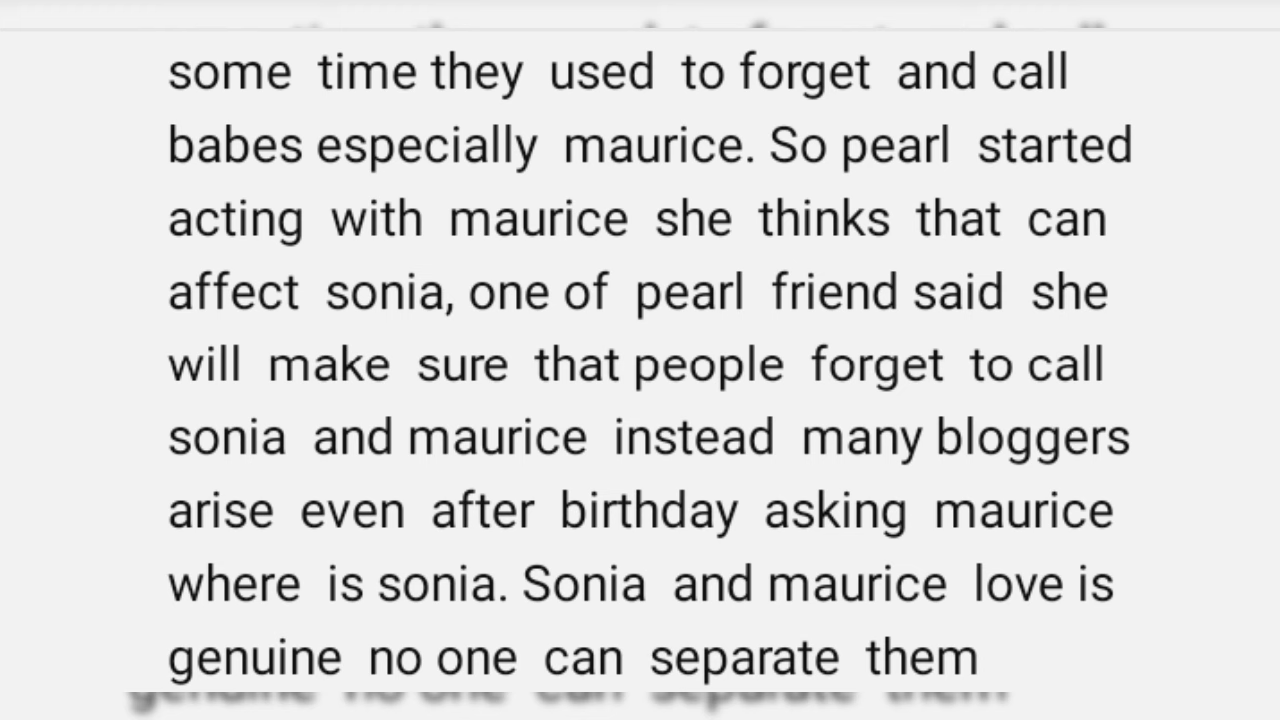 some time they used to forget and call
babes especially maurice. So pearl started
acting with maurice she thinks that can
affect sonia, one of pearl friend said she
will make sure that people forget to call
sonia and maurice instead many bloggers
arise even after birthday asking maurice
where is sonia. Sonia and maurice love is
genuine no one can separate them